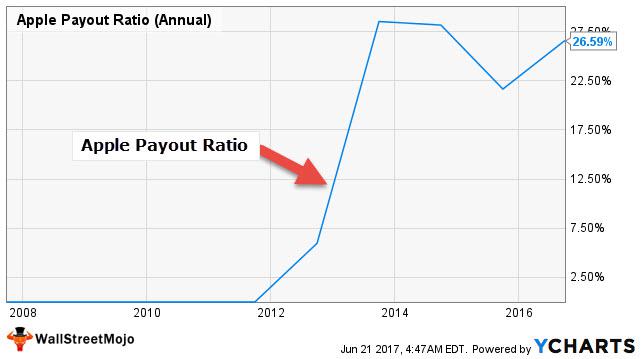 Apple Payout Ratio (Annual)
27.50%
26.59%
22.50%
Apple Payout Ratio
17.50%
12.50%
7.50%
2.50%
2008 2010 2012 2014 2016
WallStreetMojo
Jun 21 2017, 4:47AM EDT. Powered by YCHARTS